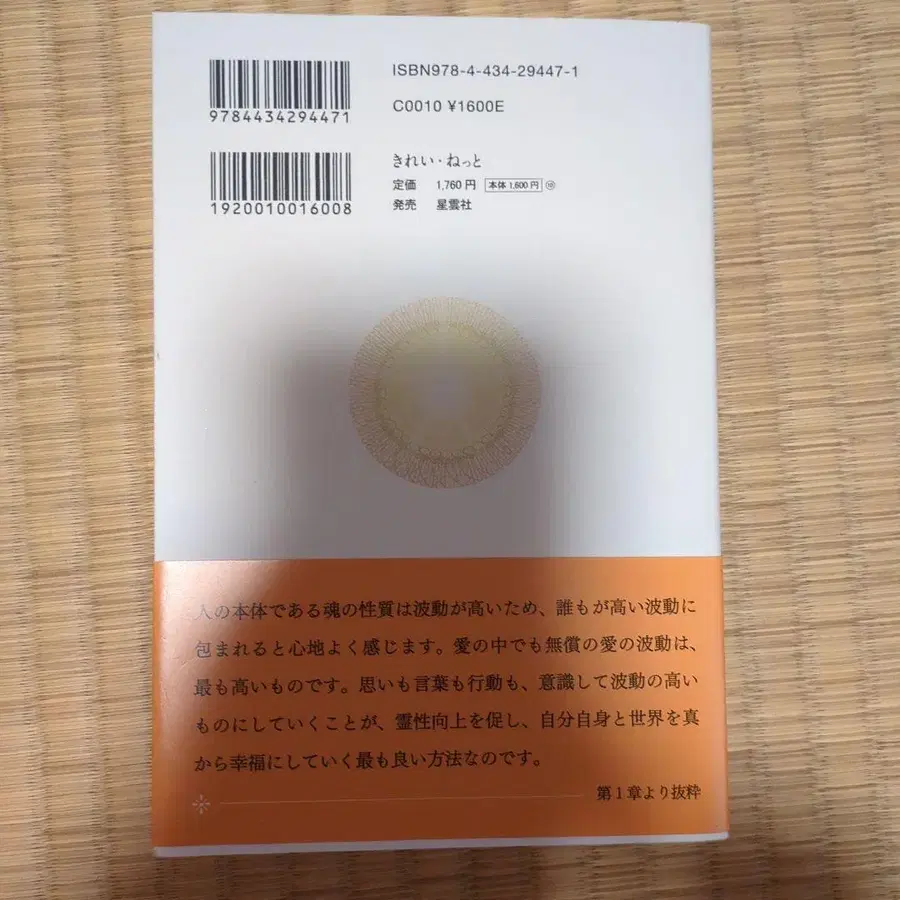 ISBN978-4-434-29447-1
9784434294471
C0010 ¥1600E
きれい・ねっと
定価 1,760円 本体1,600円 ⑩
発売 星雲社
1920010016008
人の本体である魂の性質は波動が高いため、誰もが高い波動に
包まれると心地よく感じます。愛の中でも無償の愛の波動は、
最も高いものです。思いも言葉も行動も、意識して波動の高い
ものにしていくことが、霊性向上を促し、自分自身と世界を真
から幸福にしていく最も良い方法なのです。
第1章より抜粋